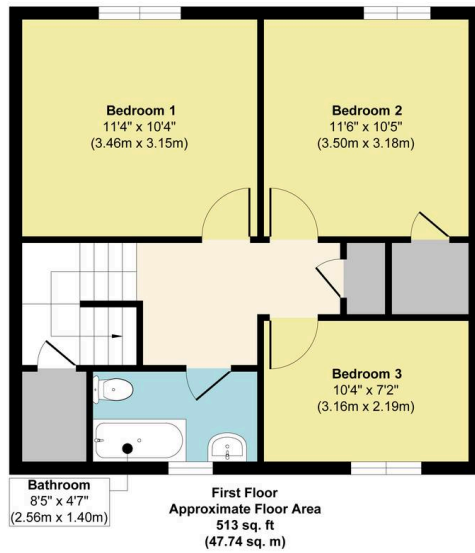 Bedroom 1
11'4" x 10'4"
(3.46m x 3.15m)
Bedroom 2
11'6" x 10'5"
(3.50m x 3.18m)
Bedroom 3
10'4" x 7'2"
(3.16m x 2.19m)
Bathroom
8'5" x 4'7"
(2.56m x 1.40m)
First Floor
Approximate Floor Area
513 sq. ft
(47.74 sq. m)